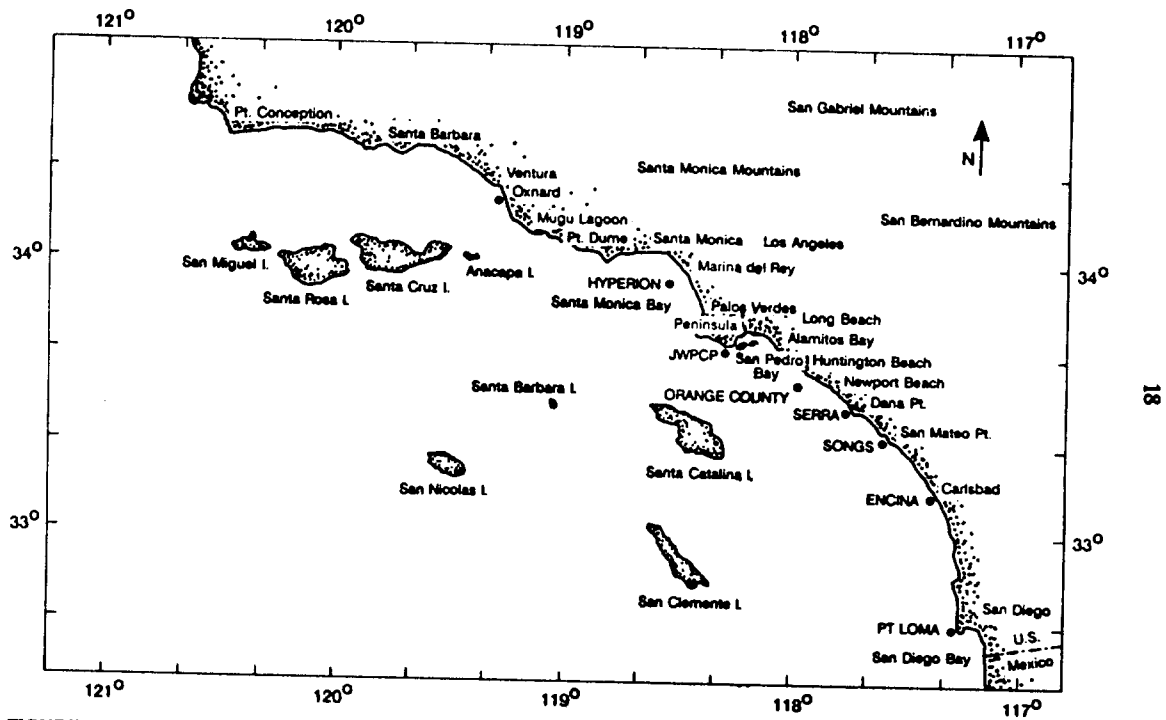 121° 120° 119° 118° 117°
San Gabriel Mountains
Pt. Conception
Santa Barbara
N
Santa Monica Mountains
Ventura
Oxnard
San Bernardino Mountains
Mugu Lagoon
34°
Pt. Dume
Santa Monica
Los Angeles
San Miguel I.
Anacapa I.
Marina del Rey
34°
Santa Rosa I.
Santa Cruz I.
HYPERION
Santa Monica Bay
Palos Verdes
Peninsula
Long Beach
Alamitos Bay
JWPCP
San Pedro
Bay
Huntington Beach
18
Santa Barbara I.
ORANGE COUNTY
Newport Beach
Dana Pt.
SERRA
San Mateo Pt.
SONGS
Santa Catalina I.
San Nicolas I.
Carlsbad
ENCINA
33°
33°
San Clemente I.
San Diego
PT LOMA
U.S.
San Diego Bay
Mexico
121° 120° 119° 118° 117°